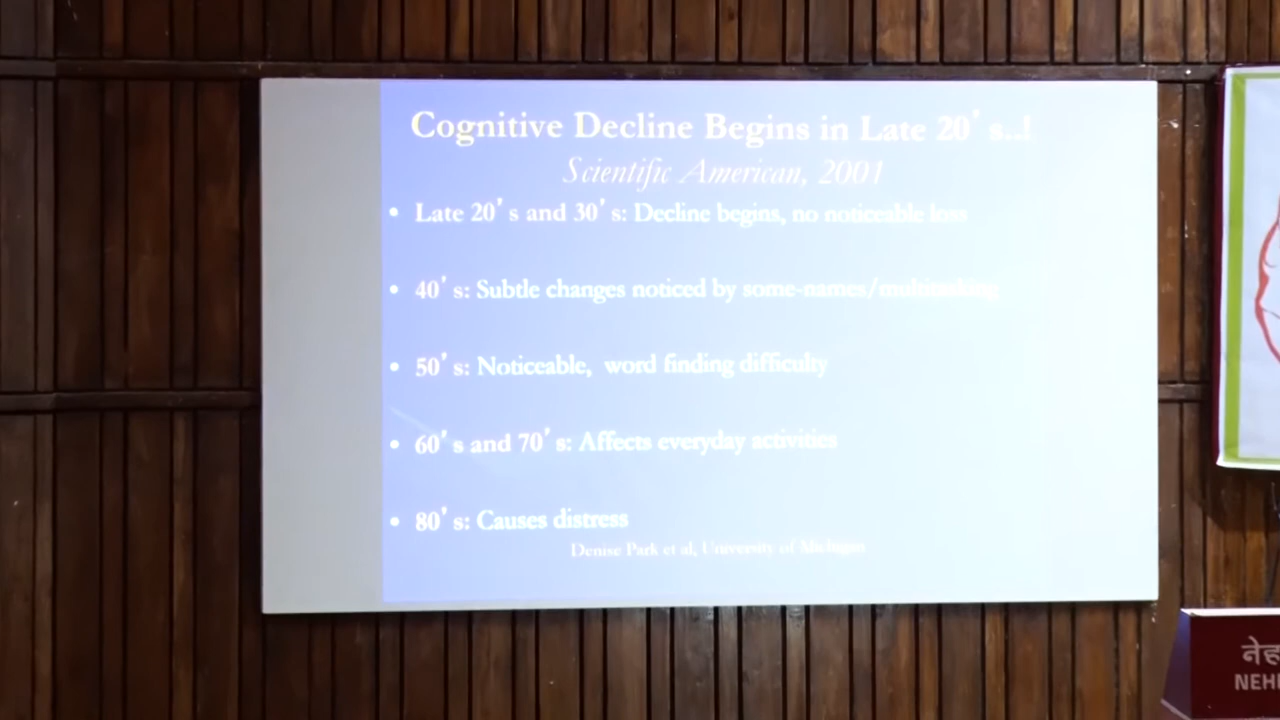 Cognitive Decline Begins in Late 20's..!
Scientific American, 2001
• Late 20's and 30's: Decline begins, no noticeable loss
• 40's: Subtle changes noticed by some-names/multitasking
• 50's: Noticeable, word finding difficulty
• 60's and 70's: Affects everyday activities
• 80's: Causes distress
Denise Park et al, University of Michigan
नेह
NEH